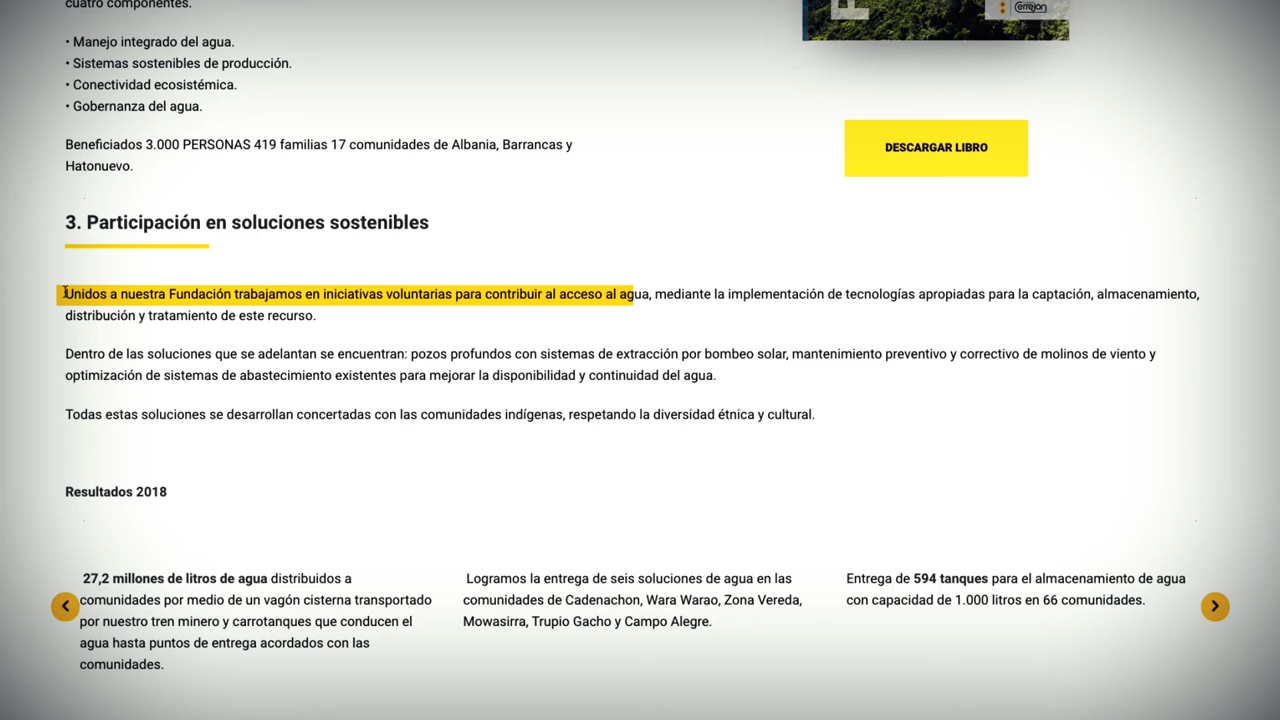 cuatro componentes.
• Manejo integrado del agua.
• Sistemas sostenibles de producción.
• Conectividad ecosistémica.
• Gobernanza del agua.
Beneficiados 3.000 PERSONAS 419 familias 17 comunidades de Albania, Barrancas y
Hatonuevo.
Cerrejón
DESCARGAR LIBRO
3. Participación en soluciones sostenibles
Unidos a nuestra Fundación trabajamos en iniciativas voluntarias para contribuir al acceso al agua, mediante la implementación de tecnologías apropiadas para la captación, almacenamiento,
distribución y tratamiento de este recurso.
Dentro de las soluciones que se adelantan se encuentran: pozos profundos con sistemas de extracción por bombeo solar, mantenimiento preventivo y correctivo de molinos de viento y
optimización de sistemas de abastecimiento existentes para mejorar la disponibilidad y continuidad del agua.
Todas estas soluciones se desarrollan concertadas con las comunidades indígenas, respetando la diversidad étnica y cultural.
Resultados 2018
27,2 millones de litros de agua distribuidos a
comunidades por medio de un vagón cisterna transportado
por nuestro tren minero y carrotanques que conducen el
agua hasta puntos de entrega acordados con las
comunidades.
Logramos la entrega de seis soluciones de agua en las
comunidades de Cadenachon, Wara Warao, Zona Vereda,
Mowasirra, Trupio Gacho y Campo Alegre.
Entrega de 594 tanques para el almacenamiento de agua
con capacidad de 1.000 litros en 66 comunidades.